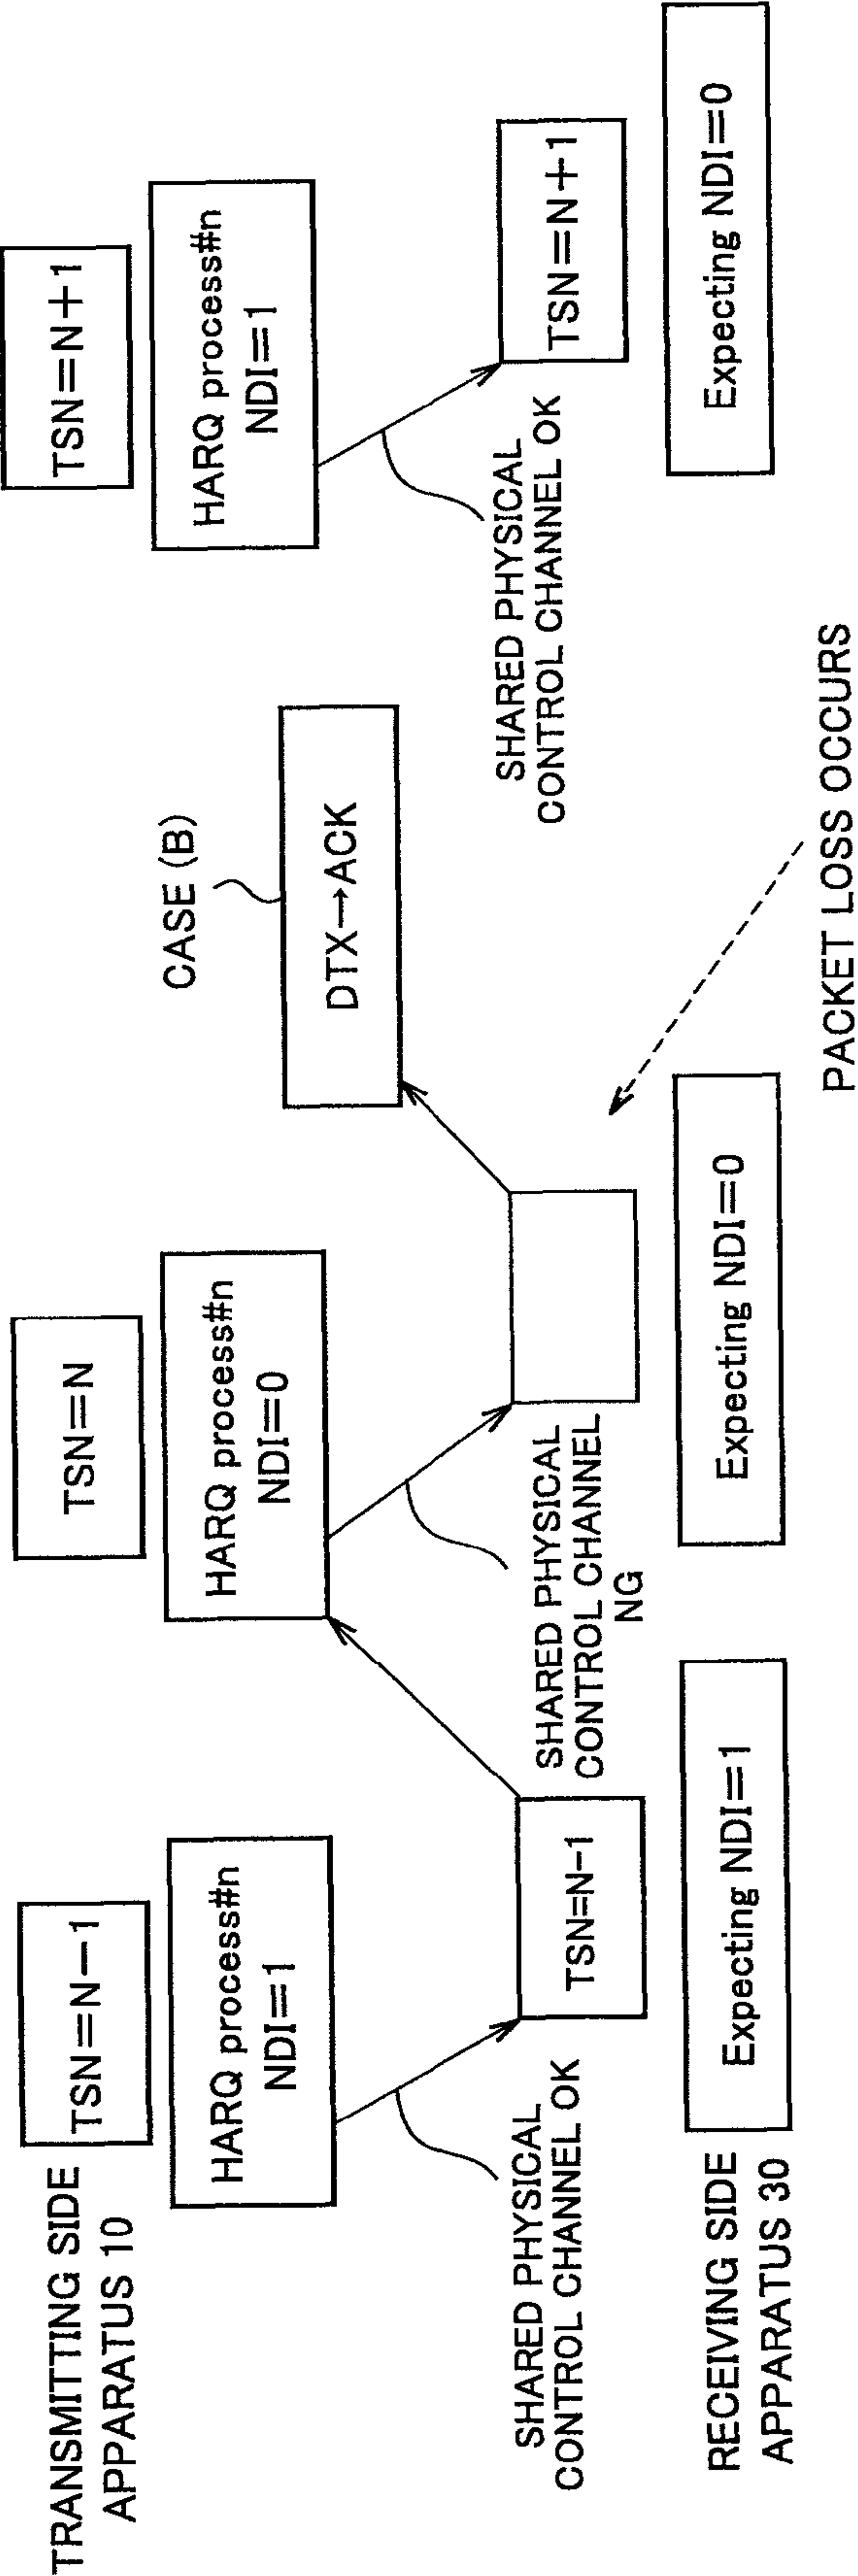 TRANSMITTING SIDE
APPARATUS 10
TSN=N-1
HARQ process#n
NDI=1
SHARED PHYSICAL
CONTROL CHANNEL OK
TSN=N-1
RECEIVING SIDE
APPARATUS 30
Expecting NDI=1
TSN=N
HARQ process#n
NDI=0
SHARED PHYSICAL
CONTROL CHANNEL
NG
Expecting NDI=0
CASE (B)
DTX→ACK
PACKET LOSS OCCURS
TSN=N+1
HARQ process#n
NDI=1
SHARED PHYSICAL
CONTROL CHANNEL OK
TSN=N+1
Expecting NDI=0